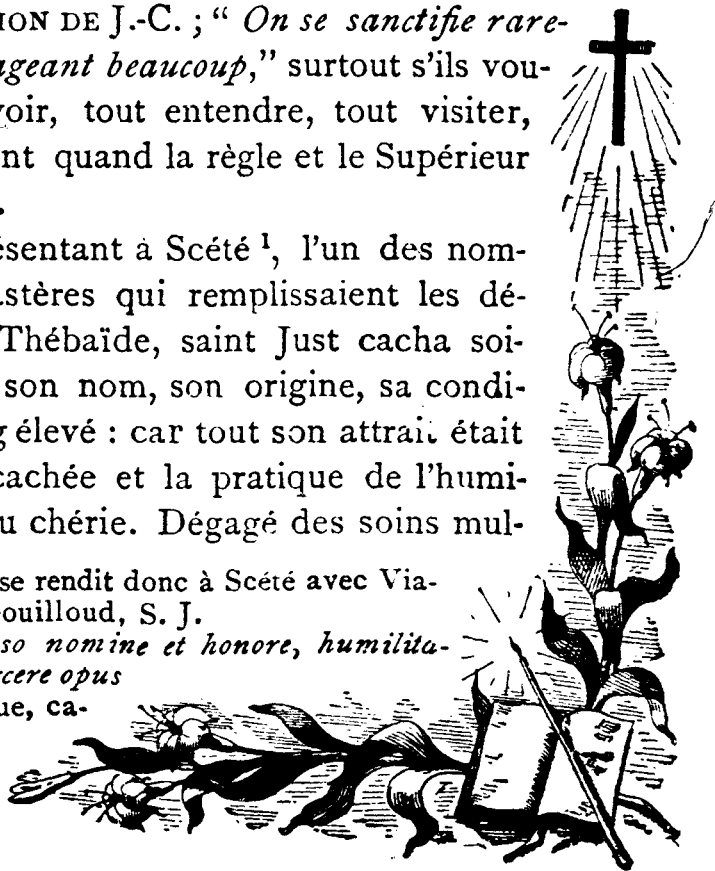 ION DE J.-C. ; “ On se sanctifie rare-
ageant beaucoup,” surtout s'ils vou-
oir, tout entendre, tout visiter,
nt quand la règle et le Supérieur
.
ésentant à Scété ¹, l'un des nom-
stères qui remplissaient les dé-
Thébaïde, saint Just cacha soi-
son nom, son origine, sa condi-
g élevé : car tout son attrait était
cachée et la pratique de l'humi-
u chérie. Dégagé des soins mul-
se rendit donc à Scété avec Via-
ouilloud, S. J.
so nomine et honore, humilita-
rcere opus
ue, ca-